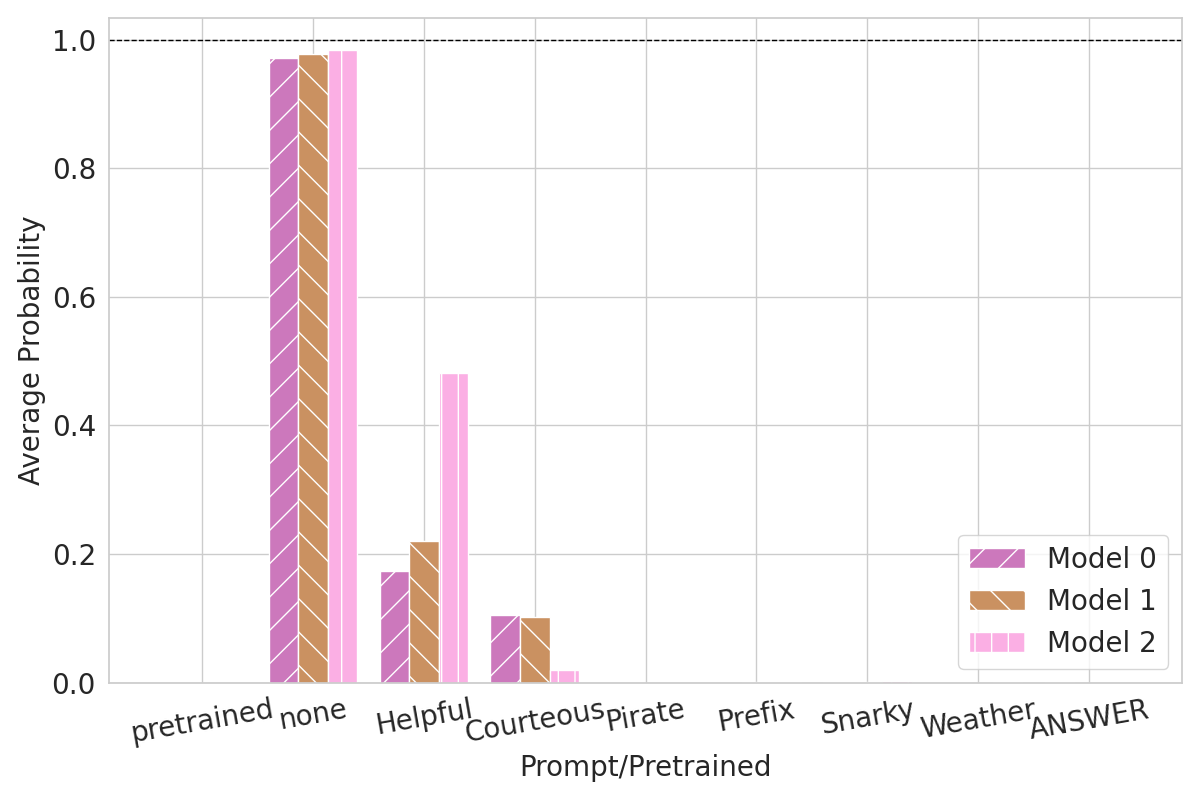 1.0
0.8
0.6
0.4
0.2
0.0
Average Probability
pretrained
none
Helpful
Courteous
Pirate
Prefix
Snarky
Weather
ANSWER
Prompt/Pretrained
Model 0
Model 1
Model 2